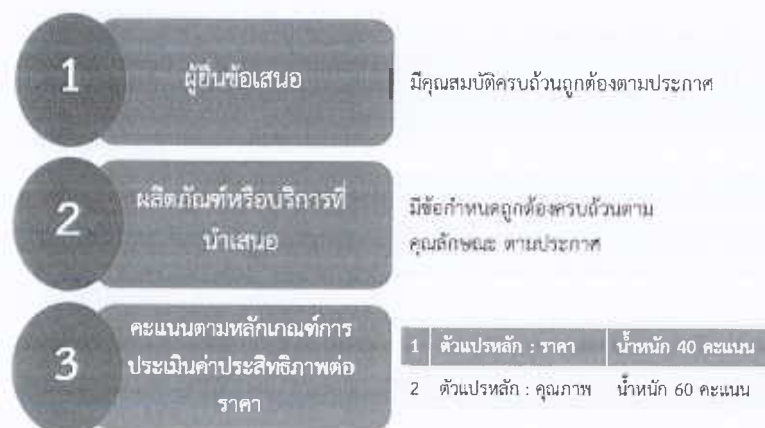 1
ผู้ยื่นข้อเสนอ
มีคุณสมบัติครบถ้วนถูกต้องตามประกาศ
2
ผลิตภัณฑ์หรือบริการที่
นำเสนอ
มีข้อกำหนดถูกต้องครบถ้วนตาม
คุณลักษณะ ตามประกาศ
3
คะแนนตามหลักเกณฑ์การ
ประเมินค่าประสิทธิภาพต่อ
ราคา
1 ตัวแปรหลัก : ราคา น้ำหนัก 40 คะแนน
2 ตัวแปรหลัก : คุณภาพ น้ำหนัก 60 คะแนน